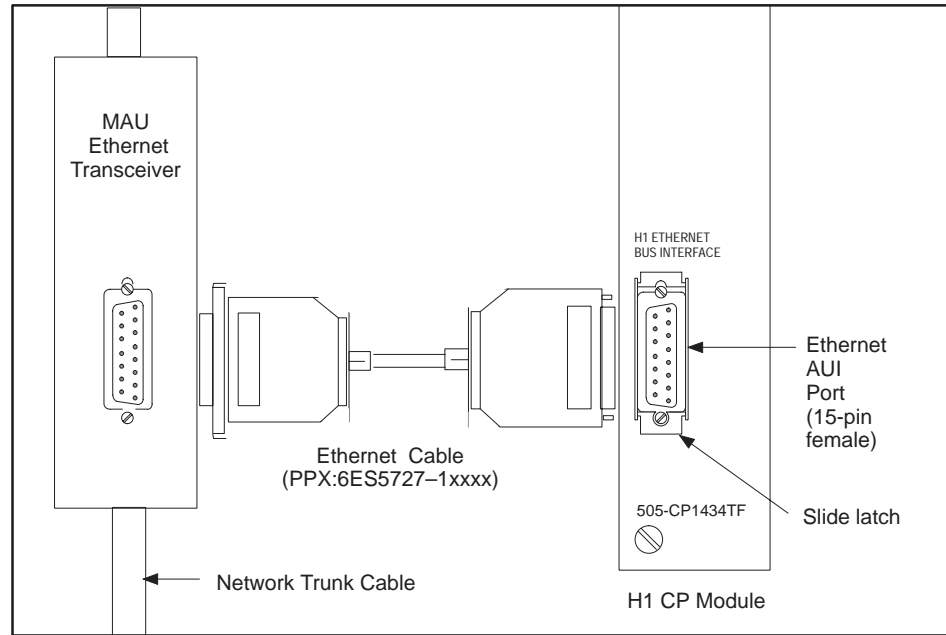 MAU
Ethernet
Transceiver
H1 ETHERNET
BUS INTERFACE
Ethernet
AUI
Port
(15-pin
female)
Ethernet Cable
(PPX:6ES5727–1xxxx)
505-CP1434TF
Slide latch
Network Trunk Cable
H1 CP Module